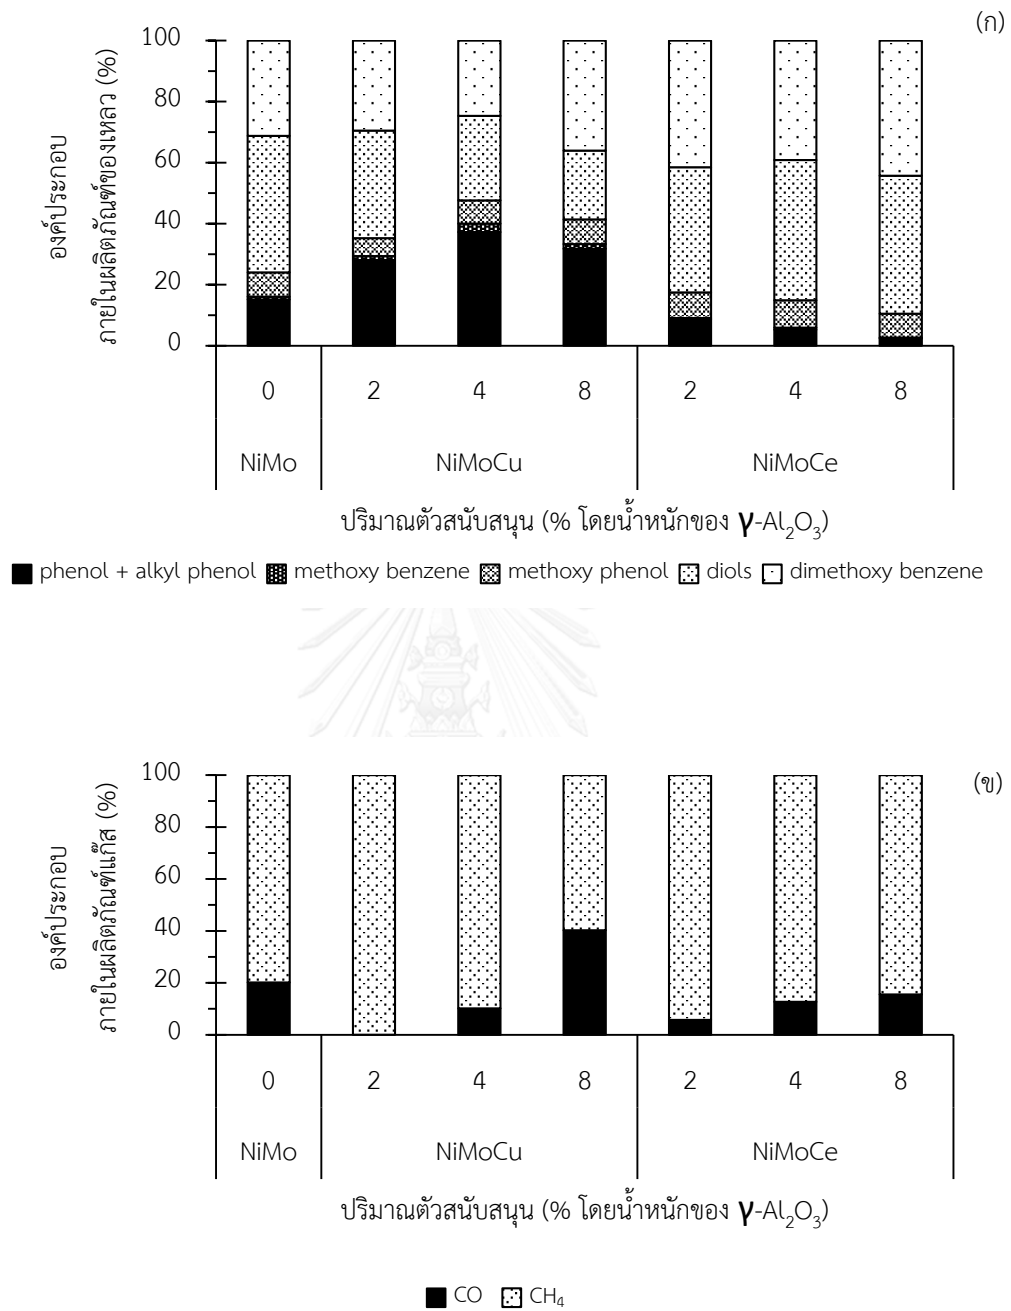 (ก)
องค์ประกอบ
ภายในผลิตภัณฑ์ของเหลว (%)
100
80
60
40
20
0
0 2 4 8 2 4 8
NiMo NiMoCu NiMoCe
ปริมาณตัวสนับสนุน (% โดยน้ำหนักของ γ-Al₂O₃)
phenol + alkyl phenol methoxy benzene methoxy phenol diols dimethoxy benzene
(ข)
องค์ประกอบ
ภายในผลิตภัณฑ์แก๊ส (%)
100
80
60
40
20
0
0 2 4 8 2 4 8
NiMo NiMoCu NiMoCe
ปริมาณตัวสนับสนุน (% โดยน้ำหนักของ γ-Al₂O₃)
CO CH₄